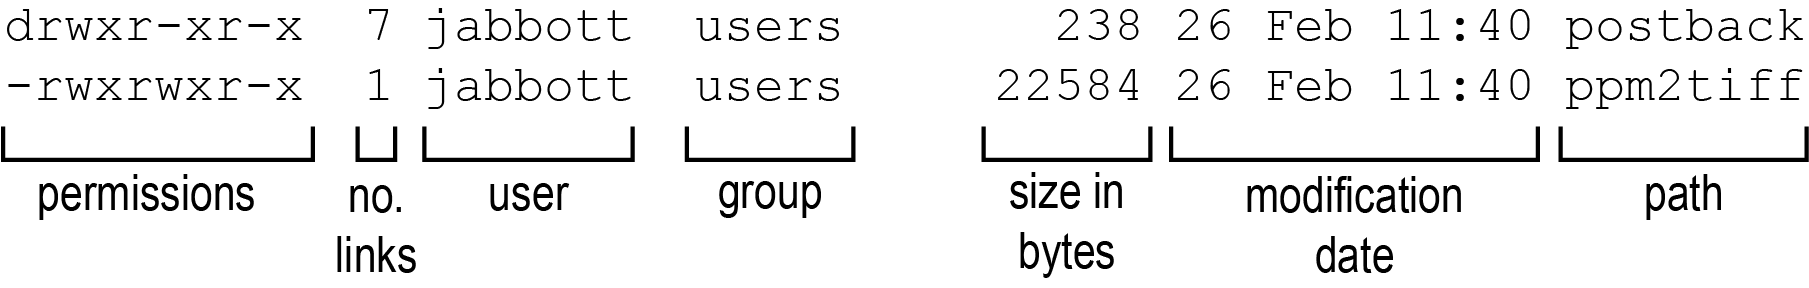 drwxr-xr-x 7 jabbott users 238 26 Feb 11:40 postback
-rwxrwxr-x 1 jabbott users 22584 26 Feb 11:40 ppm2tiff
permissions no. user group size in modification path
links bytes date